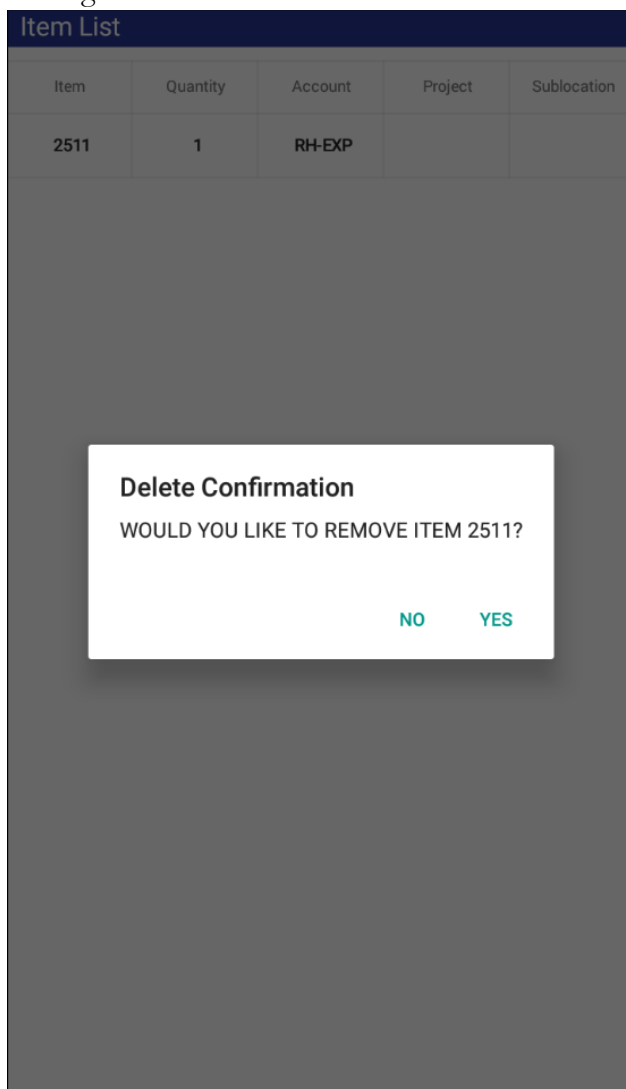 Item List
Item Quantity Account Project Sublocation
2511 1 RH-EXP
Delete Confirmation
WOULD YOU LIKE TO REMOVE ITEM 2511?
NO YES